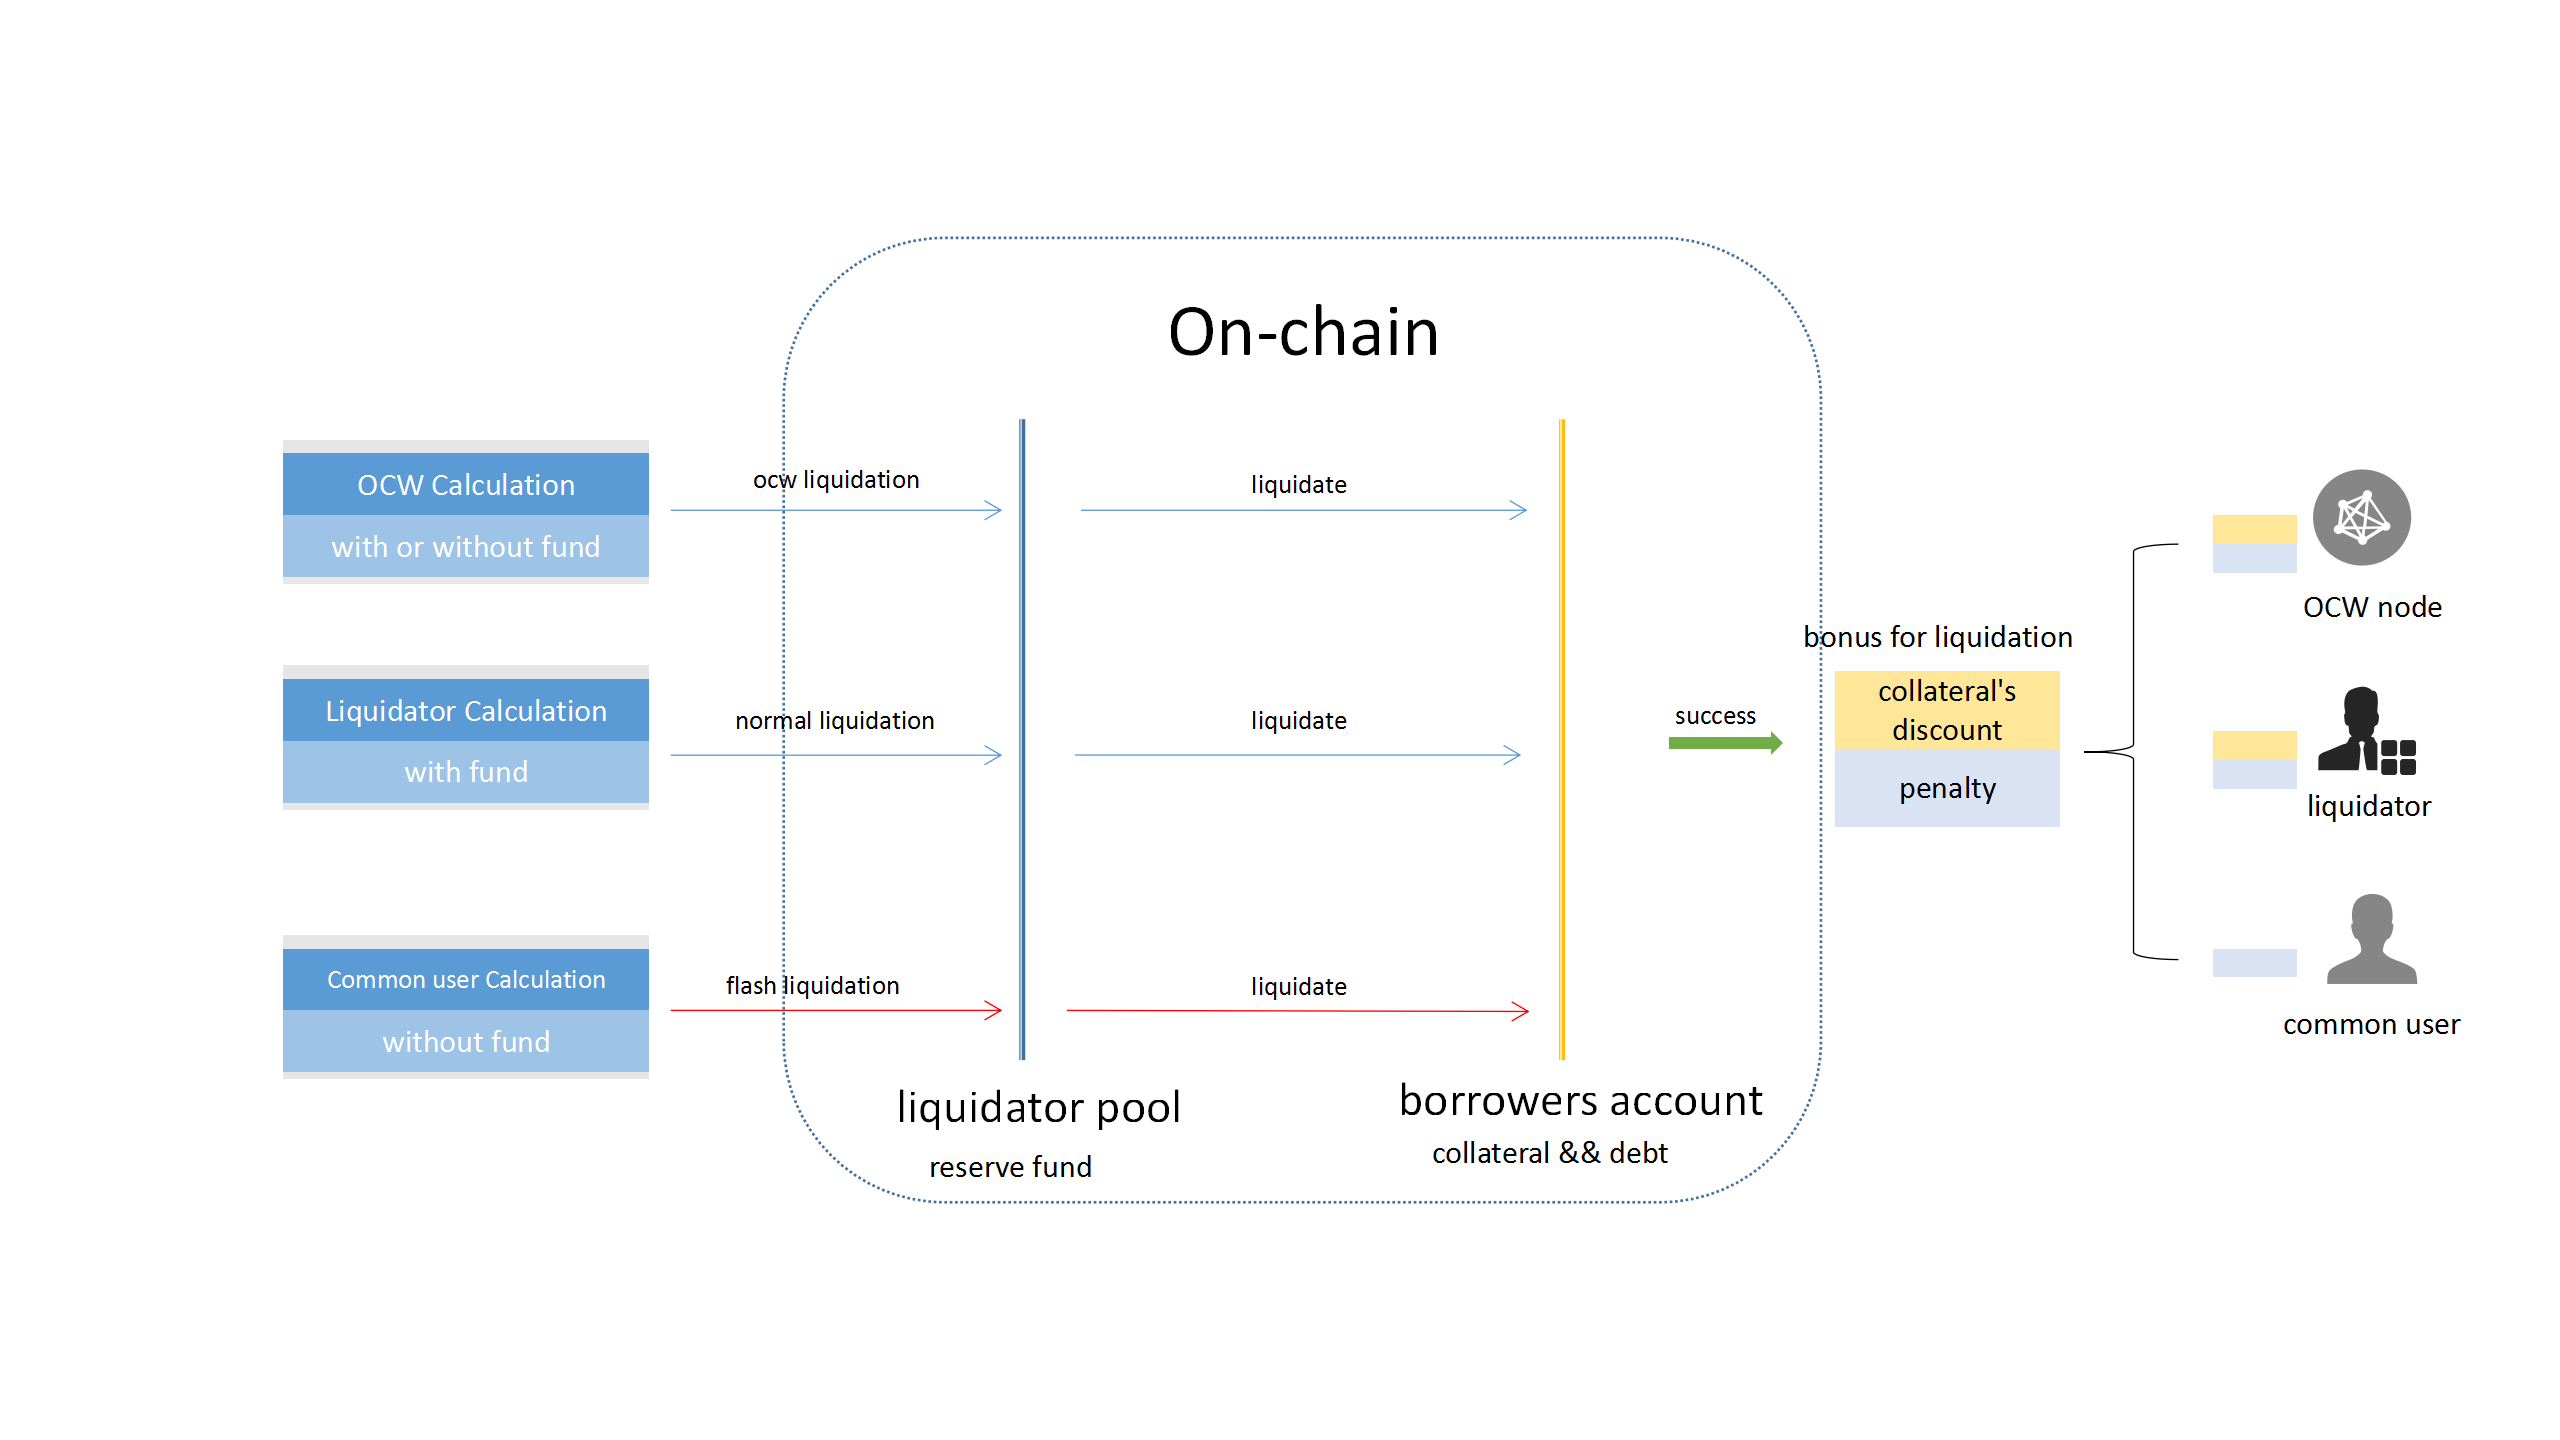 On-chain
OCW Calculation
with or without fund
ocw liquidation
liquidate
OCW node
Liquidator Calculation
with fund
normal liquidation
liquidate
success
bonus for liquidation
collateral's
discount
penalty
liquidator
Common user Calculation
without fund
flash liquidation
liquidate
common user
liquidator pool
reserve fund
borrowers account
collateral && debt